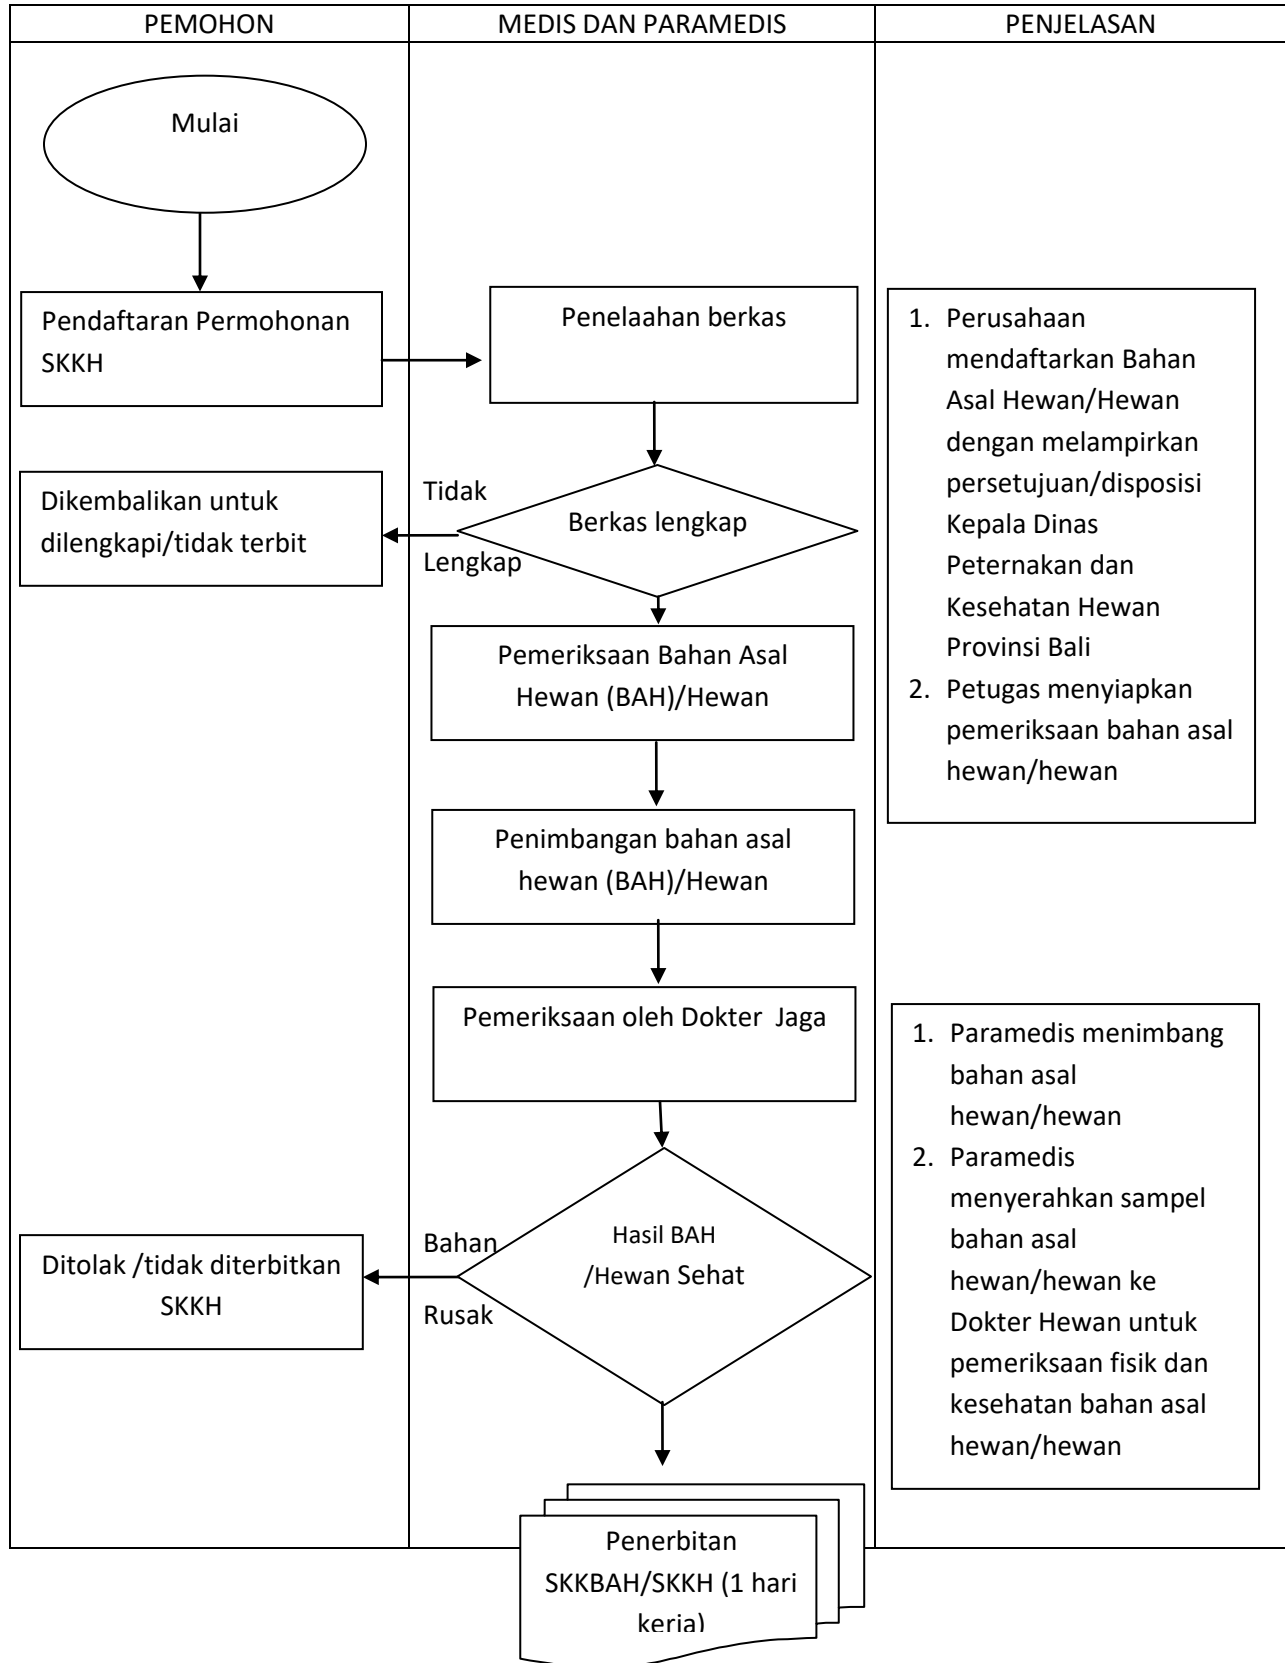 PEMOHON
MEDIS DAN PARAMEDIS
PENJELASAN
Mulai
Pendaftaran Permohonan
SKKH
Penelaahan berkas
Dikembalikan untuk
dilengkapi/tidak terbit
Tidak
Lengkap
Berkas lengkap
Pemeriksaan Bahan Asal
Hewan (BAH)/Hewan
Penimbangan bahan asal
hewan (BAH)/Hewan
Pemeriksaan oleh Dokter Jaga
1. Perusahaan
mendaftarkan Bahan
Asal Hewan/Hewan
dengan melampirkan
persetujuan/disposisi
Kepala Dinas
Peternakan dan
Kesehatan Hewan
Provinsi Bali
2. Petugas menyiapkan
pemeriksaan bahan asal
hewan/hewan
Ditolak /tidak diterbitkan
SKKH
Bahan
Rusak
Hasil BAH
/Hewan Sehat
1. Paramedis menimbang
bahan asal
hewan/hewan
2. Paramedis
menyerahkan sampel
bahan asal
hewan/hewan ke
Dokter Hewan untuk
pemeriksaan fisik dan
kesehatan bahan asal
hewan/hewan
Penerbitan
SKKBAH/SKKH (1 hari
kerja)